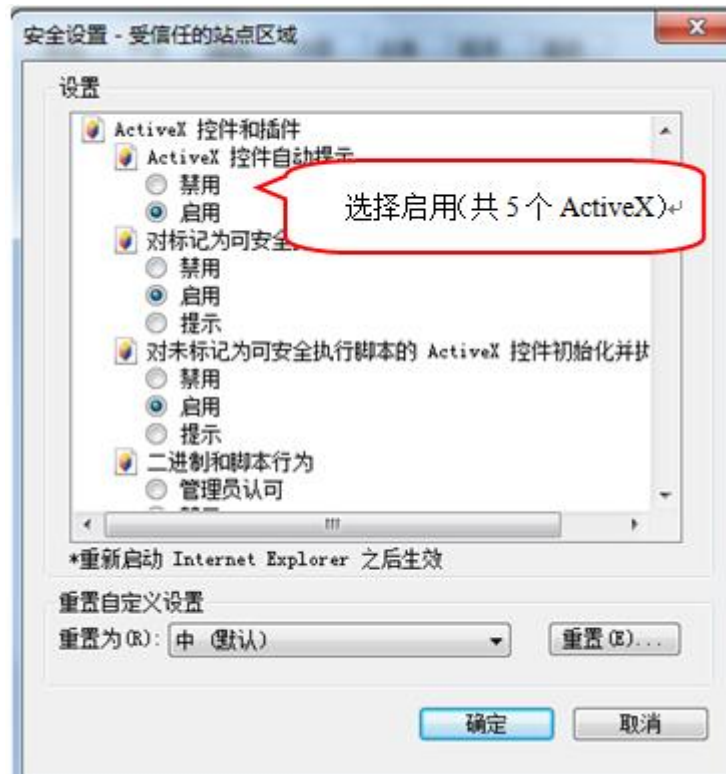 安全设置 - 受信任的站点区域
设置
ActiveX 控件和插件
ActiveX 控件自动提示
禁用
启用
选择启用(共 5 个 ActiveX)↵
对标记为可安全
禁用
启用
提示
对未标记为可安全执行脚本的 ActiveX 控件初始化并执
禁用
启用
提示
二进制和脚本行为
管理员认可
*重新启动 Internet Explorer 之后生效
重置自定义设置
重置为(R):
中 (默认)
重置(E)...
确定
取消